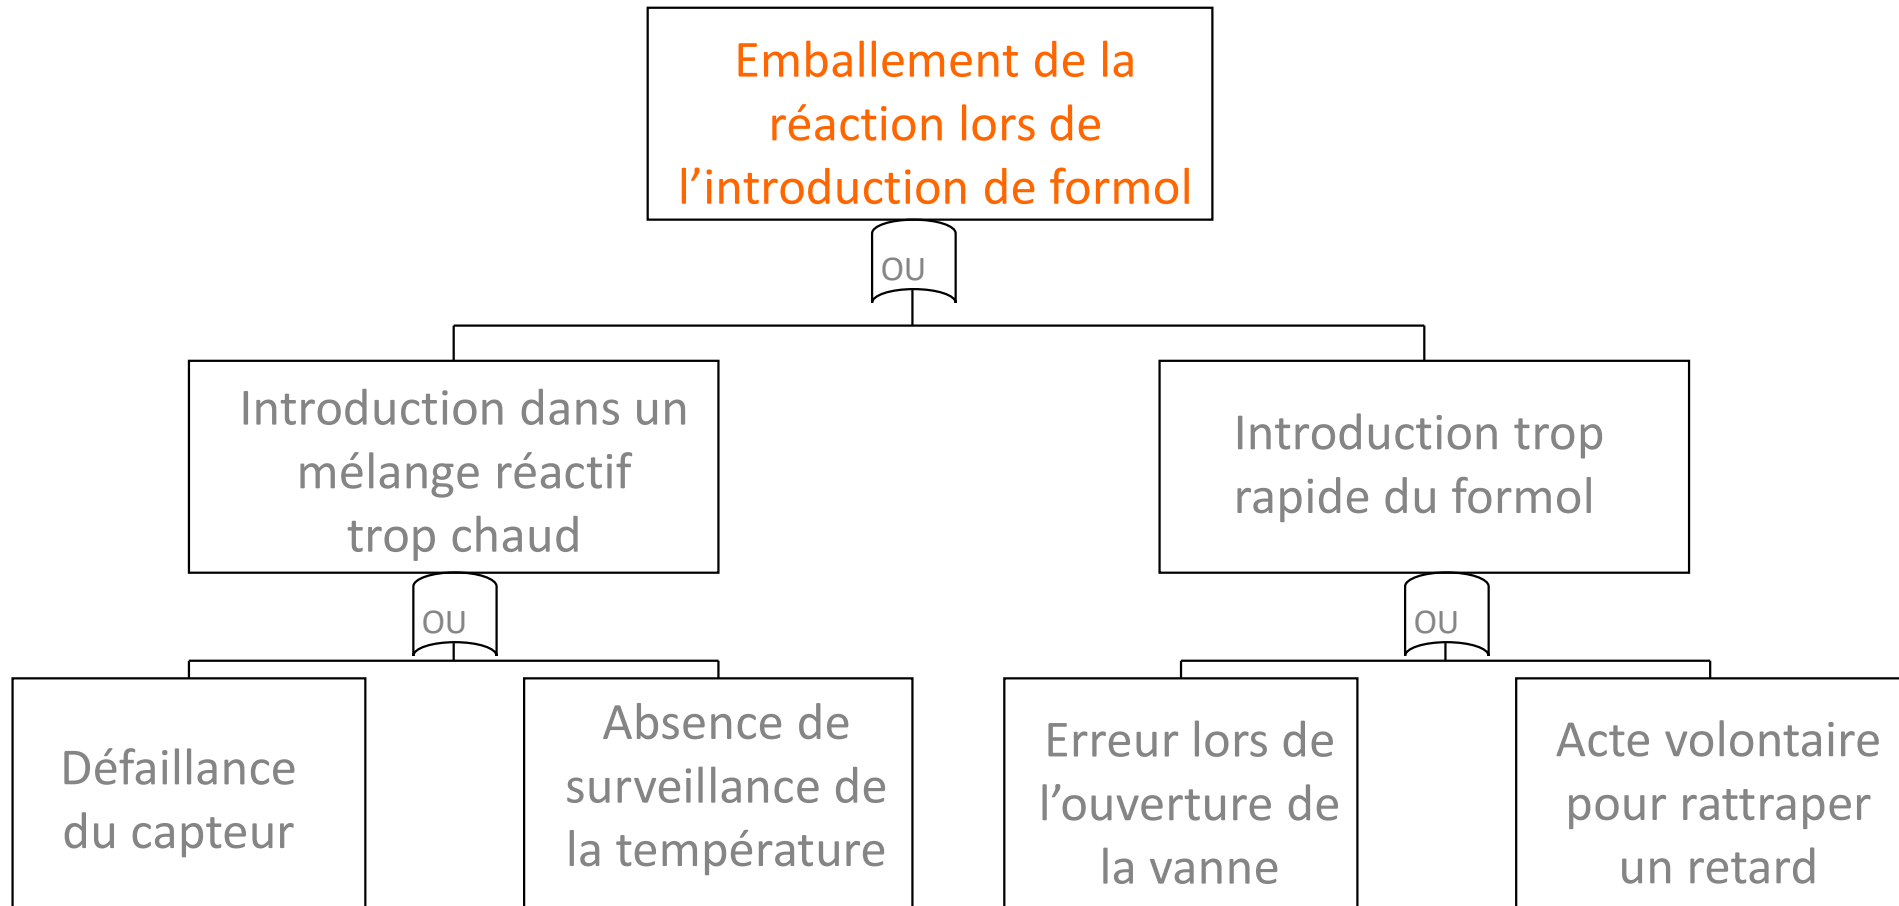 Emballement de la
réaction lors de
l’introduction de formol
OU
Introduction dans un
mélange réactif
trop chaud
Introduction trop
rapide du formol
OU
OU
Défaillance
du capteur
Absence de
surveillance de
la température
Erreur lors de
l’ouverture de
la vanne
Acte volontaire
pour rattraper
un retard